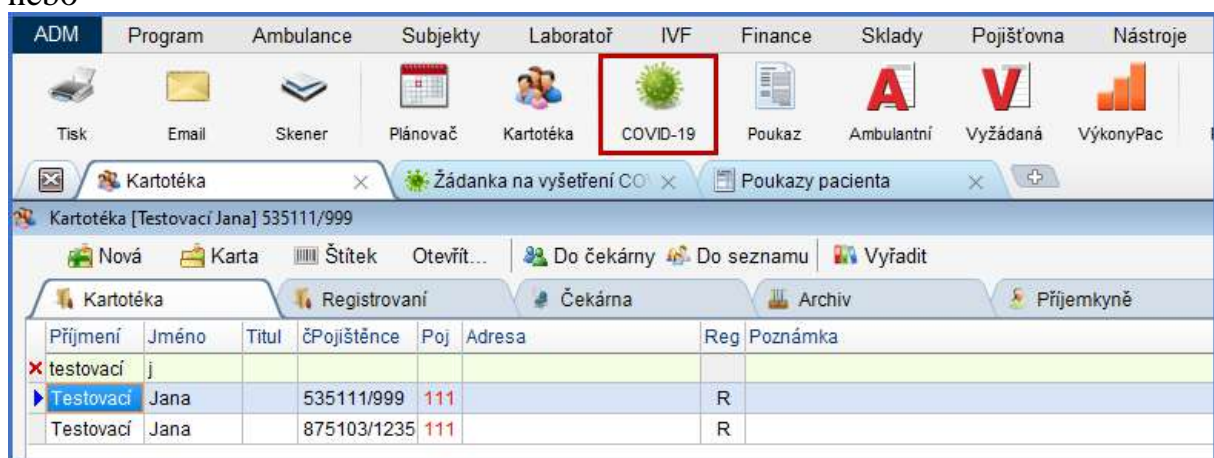 nebo
ADM Program Ambulance Subjekty Laboratoř IVF Finance Sklady Pojišťovna Nástroje
Tisk Email Skener Plánovač Kartotéka COVID-19 Poukaz Ambulantní Vyžádaná VýkonyPac
Kartotéka Žádanka na vyšetření CO Poukazy pacienta
Kartotéka [Testovací Jana] 535111/999
Nová Karta Štítek Otevřít... Do čekárny Do seznamu Vyřadit
Kartotéka Registrovaní Čekárna Archiv Příjemkyně
Příjmení Jméno Titul čPojištěnce Poj Adresa Reg Poznámka
testovací j
Testovací Jana 535111/999 111 R
Testovací Jana 875103/1235 111 R